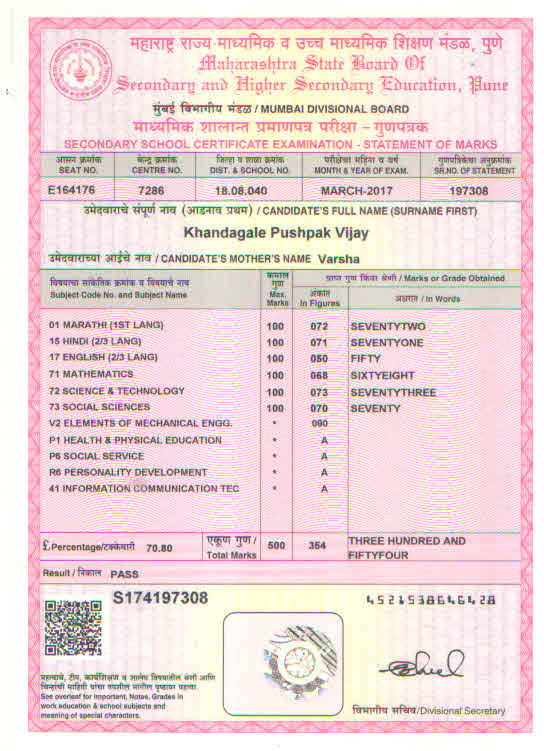 महाराष्ट्र राज्य माध्यमिक व उच्च माध्यमिक शिक्षण मंडळ, पुणे
Maharashtra State Board Of
Secondary and Higher Secondary Education, Pune
मुंबई विभागीय मंडळ / MUMBAI DIVISIONAL BOARD
माध्यमिक शालान्त प्रमाणपत्र परीक्षा - गुणपत्रक
SECONDARY SCHOOL CERTIFICATE EXAMINATION - STATEMENT OF MARKS
आसन क्रमांक केन्द्र क्रमांक जिल्हा व शाळा क्रमांक परीक्षेचा महिना व वर्ष गुणपत्रिकेचा अनुक्रमांक
SEAT NO. CENTRE NO. DIST. & SCHOOL NO. MONTH & YEAR OF EXAM. SR.NO. OF STATEMENT
E164176 7286 18.08.040 MARCH-2017 197308
उमेदवाराचे संपूर्ण नाव (आडनाव प्रथम) / CANDIDATE'S FULL NAME (SURNAME FIRST)
Khandagale Pushpak Vijay
उमेदवाराच्या आईचे नाव / CANDIDATE'S MOTHER'S NAME Varsha
विषयाचा सांकेतिक क्रमांक व विषयाचे नाव
Subject Code No. and Subject Name
कमाल
गुण
Max.
Marks
प्राप्त गुण किंवा श्रेणी / Marks or Grade Obtained
अंकात
In Figures
अक्षरात / In Words
01 MARATHI (1ST LANG) 100 072 SEVENTYTWO
15 HINDI (2/3 LANG) 100 071 SEVENTYONE
17 ENGLISH (2/3 LANG) 100 050 FIFTY
71 MATHEMATICS 100 068 SIXTYEIGHT
72 SCIENCE & TECHNOLOGY 100 073 SEVENTYTHREE
73 SOCIAL SCIENCES 100 070 SEVENTY
V2 ELEMENTS OF MECHANICAL ENGG. * 090
P1 HEALTH & PHYSICAL EDUCATION * A
P6 SOCIAL SERVICE * A
R6 PERSONALITY DEVELOPMENT * A
41 INFORMATION COMMUNICATION TEC * A
£.Percentage/टक्केवारी 70.80
एकूण गुण /
Total Marks
500 354
THREE HUNDRED AND
FIFTYFOUR
Result / निकाल PASS
S174197308
महत्वाचे, टीप, कार्यशिक्षण व शालेय विषयातील श्रेणी आणि
चिन्हांची माहिती यांचा तपशील मागील पृष्ठावर पहावा.
See overleaf for Important, Notes, Grades in
work education & school subjects and
meaning of special characters.
विभागीय सचिव/Divisional Secretary